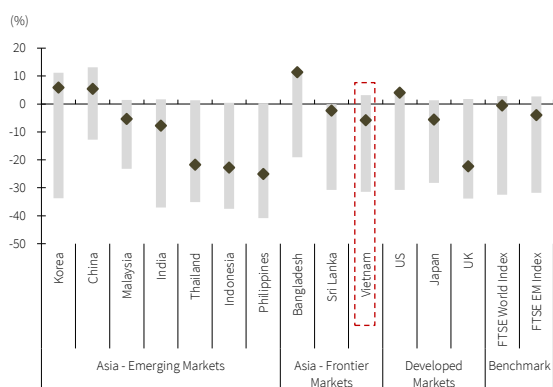 (%)
20
10
0
-10
-20
-30
-40
-50
Korea
China
Malaysia
India
Thailand
Indonesia
Philippines
Bangladesh
Sri Lanka
Vietnam
US
Japan
UK
FTSE World Index
FTSE EM Index
Asia - Emerging Markets
Asia - Frontier
Markets
Developed
Markets
Benchmark